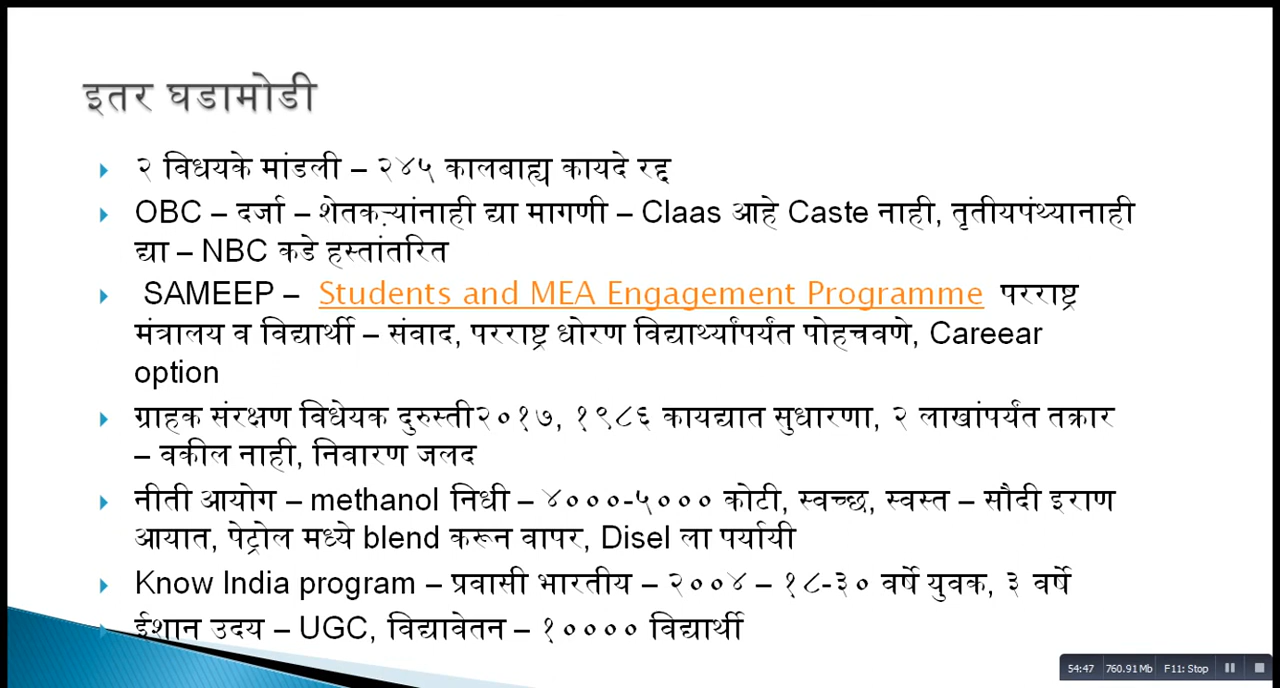 इतर घडामोडी
२ विधयके मांडली – २४५ कालबाह्य कायदे रद्द
OBC – दर्जा – शेतकऱ्यांनाही द्या मागणी – Claas आहे Caste नाही, तृतीयपंथ्यानाही
द्या – NBC कडे हस्तांतरित
SAMEEP – Students and MEA Engagement Programme परराष्ट्र
मंत्रालय व विद्यार्थी – संवाद, परराष्ट्र धोरण विद्यार्थ्यांपर्यंत पोहचवणे, Careear
option
ग्राहक संरक्षण विधेयक दुरुस्ती२०१७, १९८६ कायद्यात सुधारणा, २ लाखांपर्यंत तक्रार
– वकील नाही, निवारण जलद
नीती आयोग – methanol निधी – ४०००-५००० कोटी, स्वच्छ, स्वस्त – सौदी इराण
आयात, पेट्रोल मध्ये blend करून वापर, Disel ला पर्यायी
Know India program – प्रवासी भारतीय – २००४ – १८-३० वर्षे युवक, ३ वर्षे
ईशान उदय – UGC, विद्यावेतन – १०००० विद्यार्थी
54:47 760.91 Mb F11: Stop